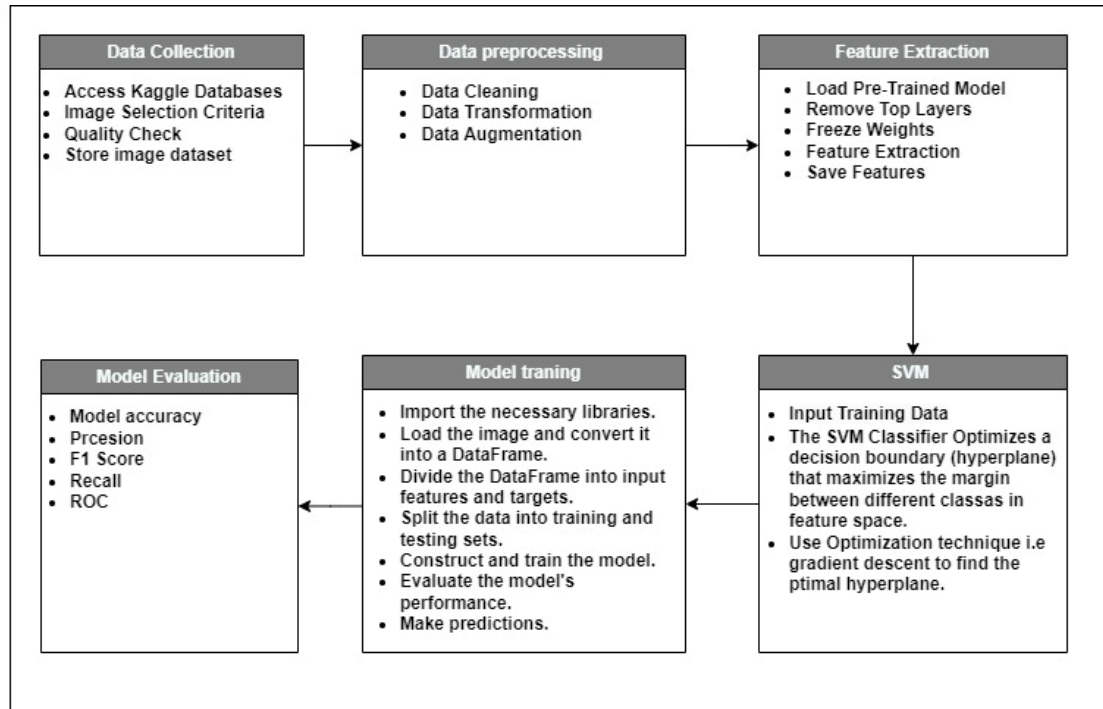 Data Collection
• Access Kaggle Databases
• Image Selection Criteria
• Quality Check
• Store image dataset
Data preprocessing
• Data Cleaning
• Data Transformation
• Data Augmentation
Feature Extraction
• Load Pre-Trained Model
• Remove Top Layers
• Freeze Weights
• Feature Extraction
• Save Features
SVM
• Input Training Data
• The SVM Classifier Optimizes a
decision boundary (hyperplane)
that maximizes the margin
between different classas in
feature space.
• Use Optimization technique i.e
gradient descent to find the
ptimal hyperplane.
Model traning
• Import the necessary libraries.
• Load the image and convert it
into a DataFrame.
• Divide the DataFrame into input
features and targets.
• Split the data into training and
testing sets.
• Construct and train the model.
• Evaluate the model's
performance.
• Make predictions.
Model Evaluation
• Model accuracy
• Prcesion
• F1 Score
• Recall
• ROC